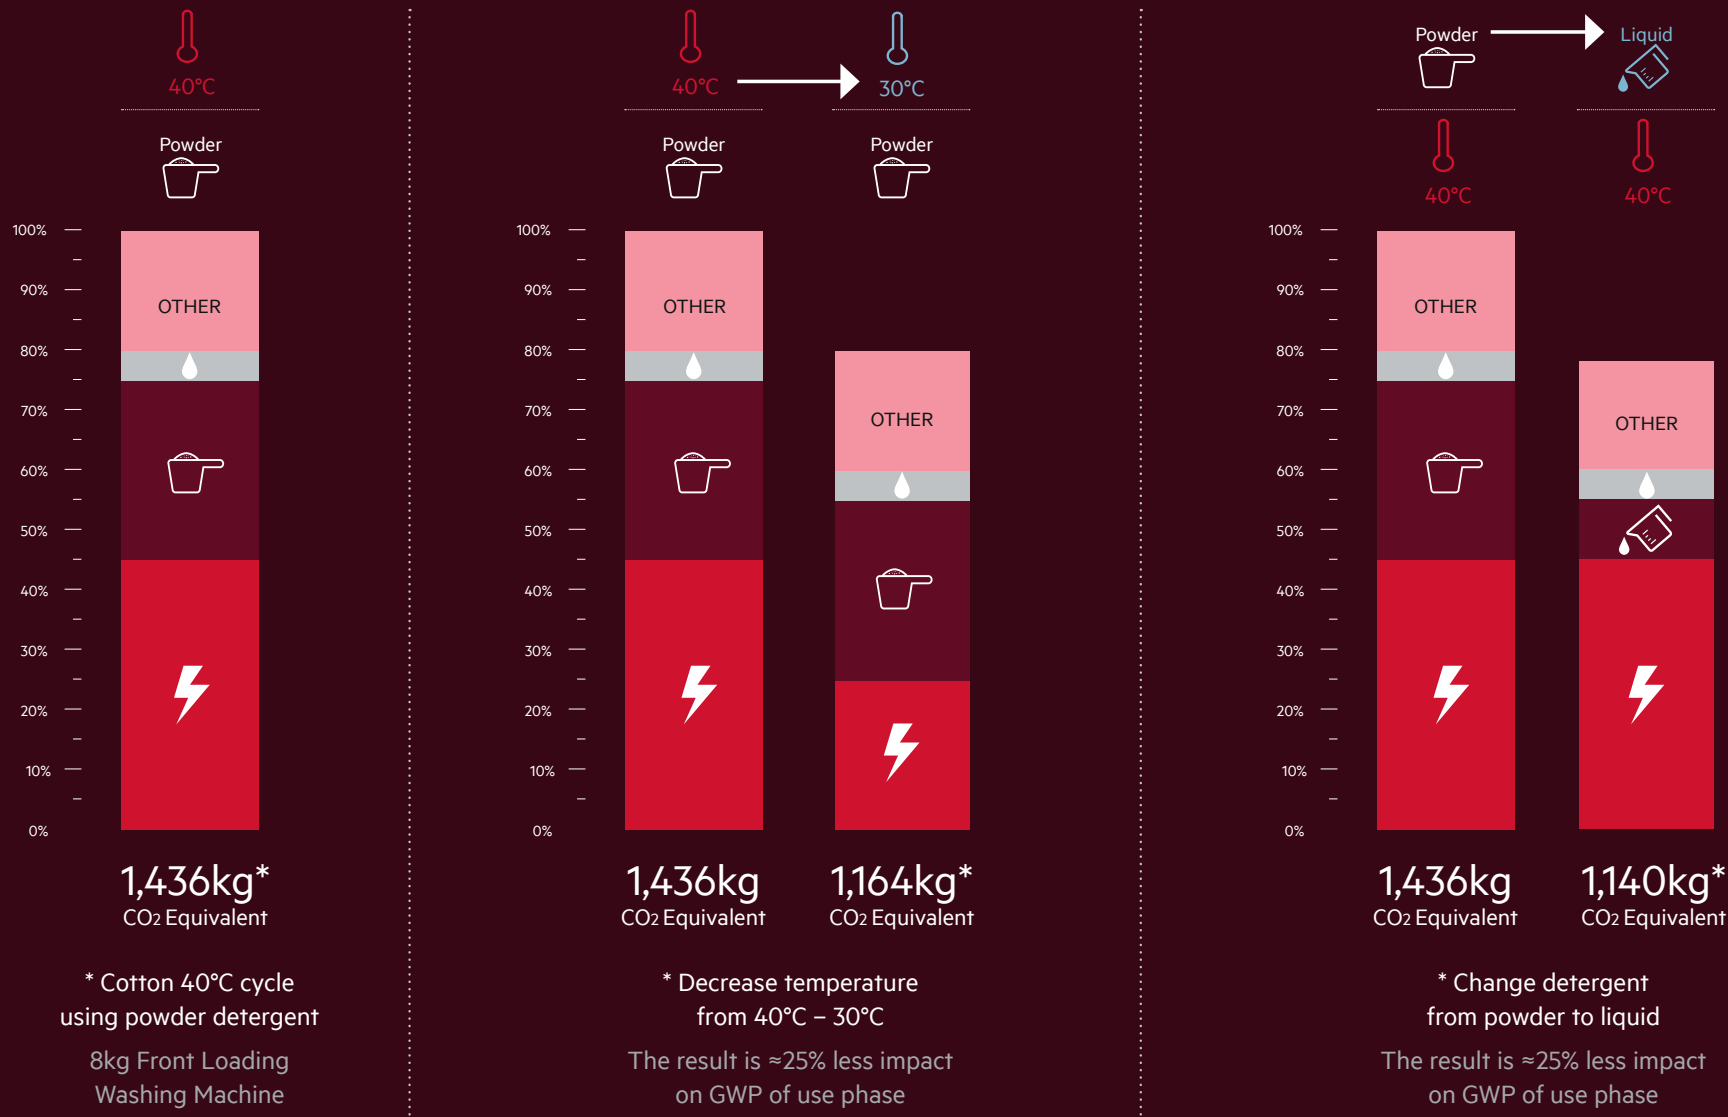 40°C
Powder
100%
90%
80%
70%
60%
50%
40%
30%
20%
10%
0%
OTHER
1,436kg*
CO2 Equivalent
* Cotton 40°C cycle
using powder detergent
8kg Front Loading
Washing Machine
40°C
30°C
Powder
Powder
100%
90%
80%
70%
60%
50%
40%
30%
20%
10%
0%
OTHER
OTHER
1,436kg
CO2 Equivalent
1,164kg*
CO2 Equivalent
* Decrease temperature
from 40°C – 30°C
The result is ≈25% less impact
on GWP of use phase
Powder
Liquid
40°C
40°C
100%
90%
80%
70%
60%
50%
40%
30%
20%
10%
0%
OTHER
OTHER
1,436kg
CO2 Equivalent
1,140kg*
CO2 Equivalent
* Change detergent
from powder to liquid
The result is ≈25% less impact
on GWP of use phase